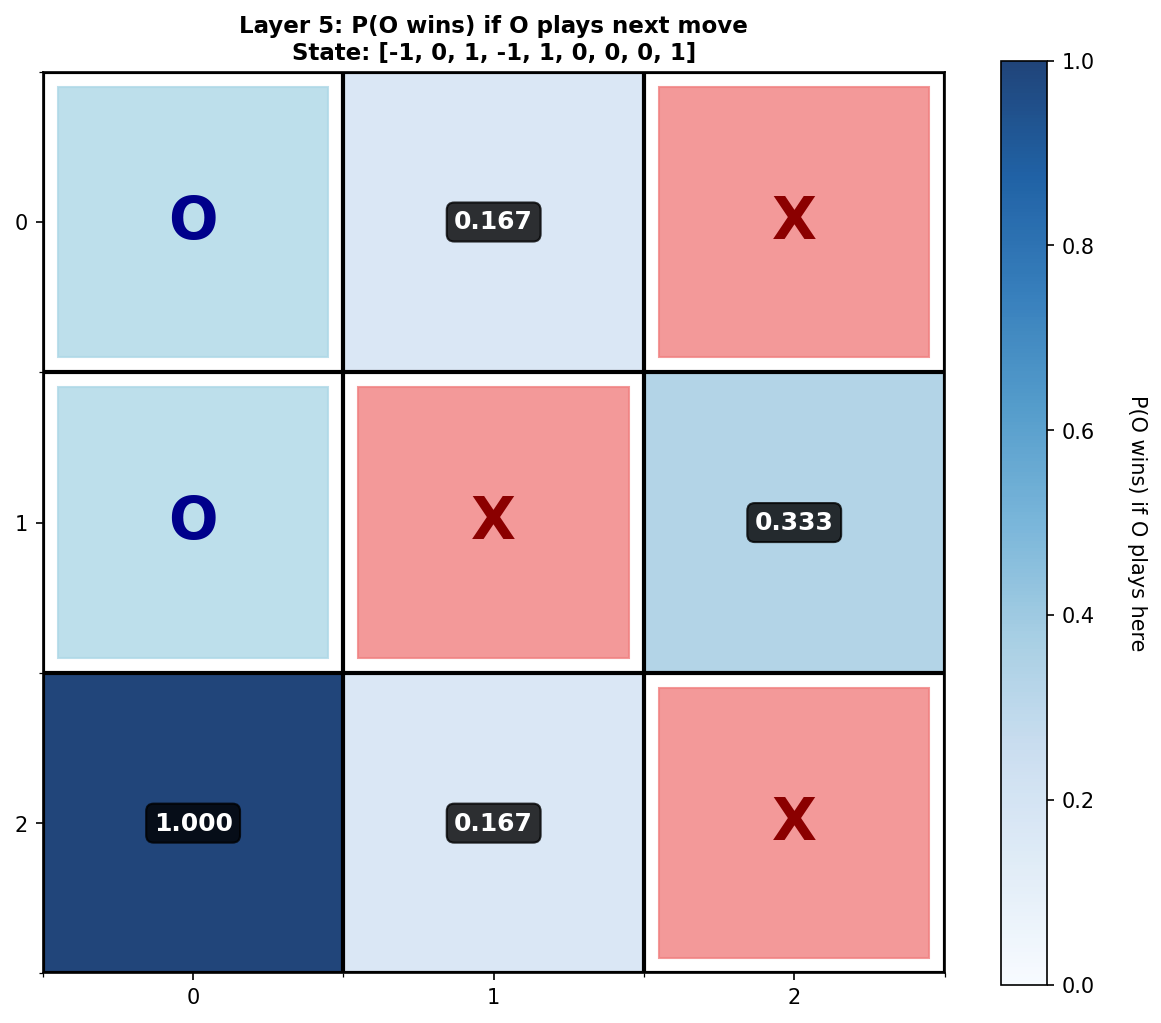 Layer 5: P(O wins) if O plays next move
State: [-1, 0, 1, -1, 1, 0, 0, 0, 1]
0
O
0.167
X
1
O
X
0.333
2
1.000
0.167
X
0
1
2
1.0
0.8
0.6
0.4
0.2
0.0
P(O wins) if O plays here